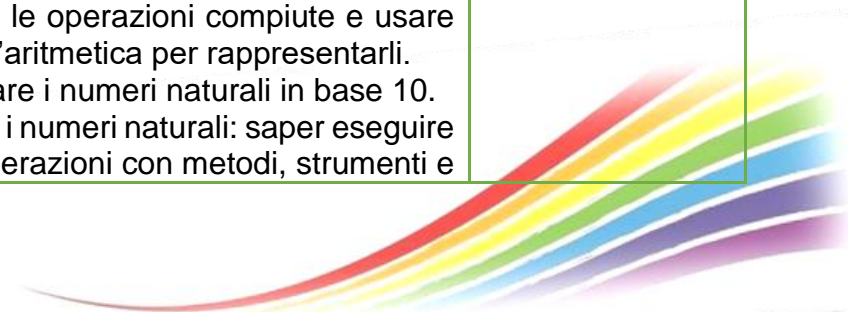 le operazioni compiute e usare
l'aritmetica per rappresentarli.
are i numeri naturali in base 10.
i numeri naturali: saper eseguire
erazioni con metodi, strumenti e